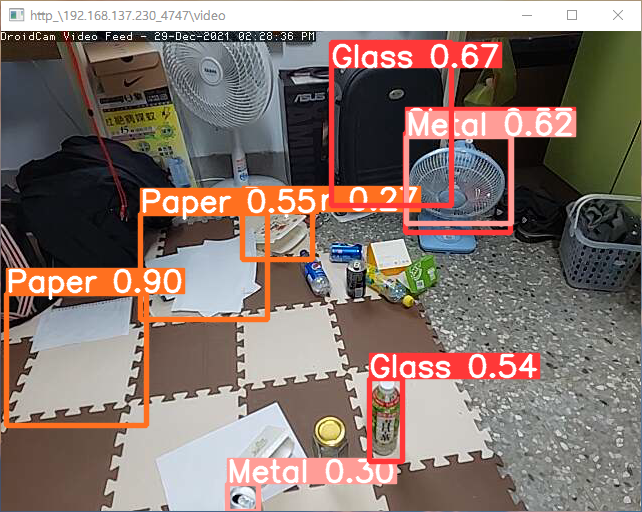 http_\192.168.137.230_4747\video
DroidCam Video Feed - 29-Dec-2021 02:28:36 PM
Glass 0.67
Metal 0.62
ASUS
Paper 0.55
r 0.27
Paper 0.90
Glass 0.54
Metal 0.30